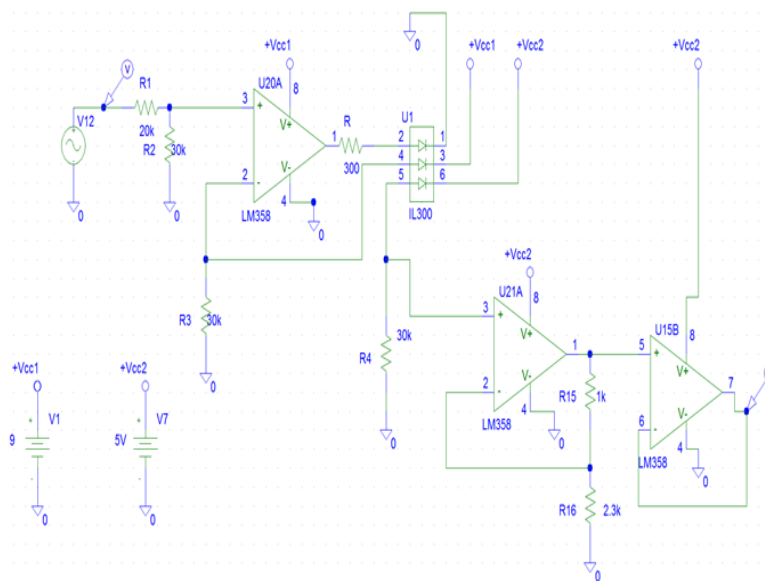 0
+Vcc1
+Vcc1
+Vcc2
+Vcc2
U20A
V
R1
8
U1
V12
3
+
V+
1
R
2
1
20k
4
3
R2
30k
300
5
6
2
-
V-
IL300
0
0
LM358
4
0
+Vcc2
U21A
8
U15B
R3
30k
30k
3
+
V+
8
R4
1
5
+
V+
7
0
2
-
V-
R15
1k
+Vcc1
+Vcc2
LM358
4
6
-
V-
0
0
LM358
4
V1
V7
0
9
5V
R16
2.3k
0
0
0